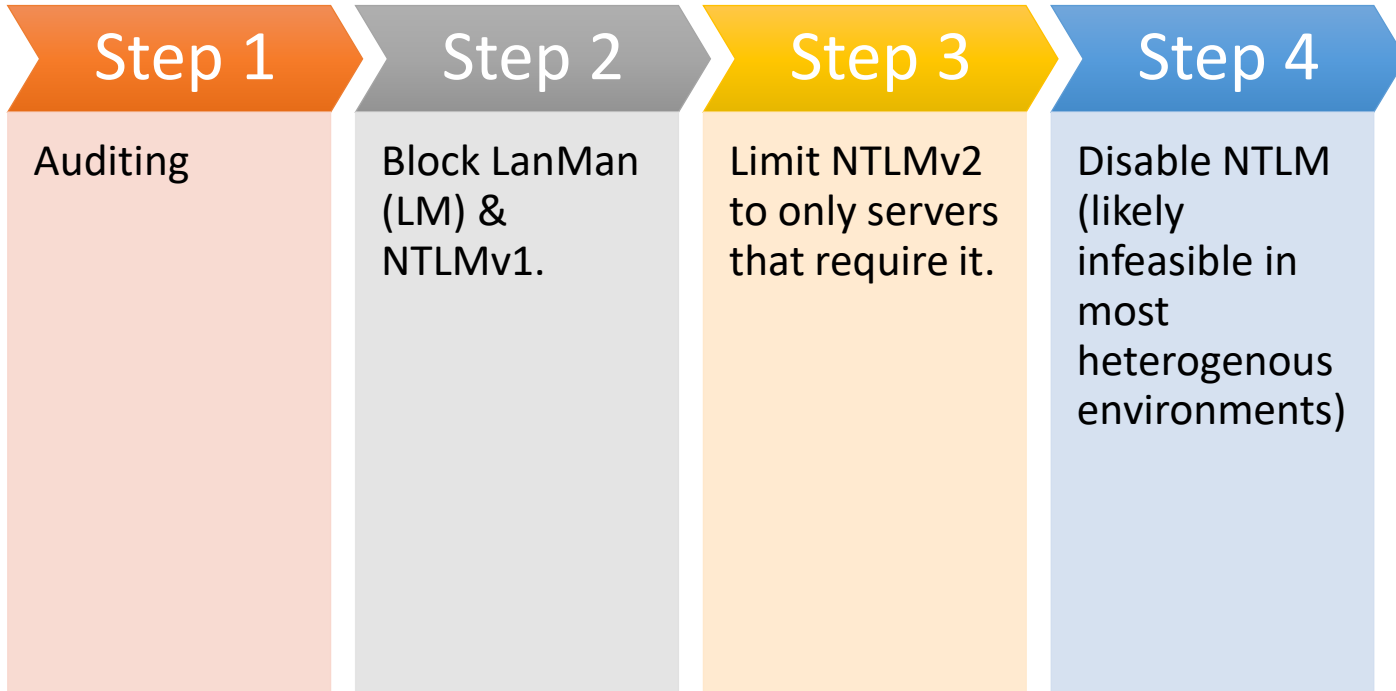 Step 1
Auditing
Step 2
Block LanMan
(LM) &
NTLMv1.
Step 3
Limit NTLMv2
to only servers
that require it.
Step 4
Disable NTLM
(likely
infeasible in
most
heterogenous
environments)